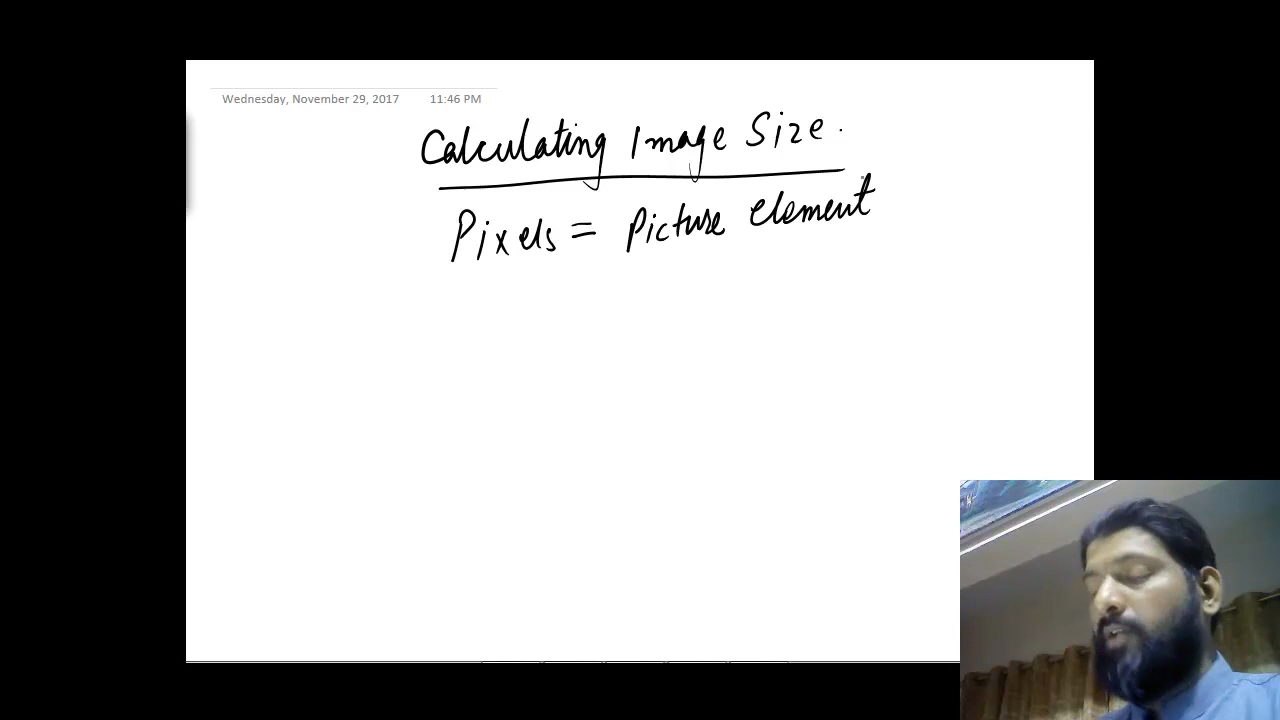 Wednesday, November 29, 2017 11:46 PM
Calculating Image Size.
Pixels = Picture element